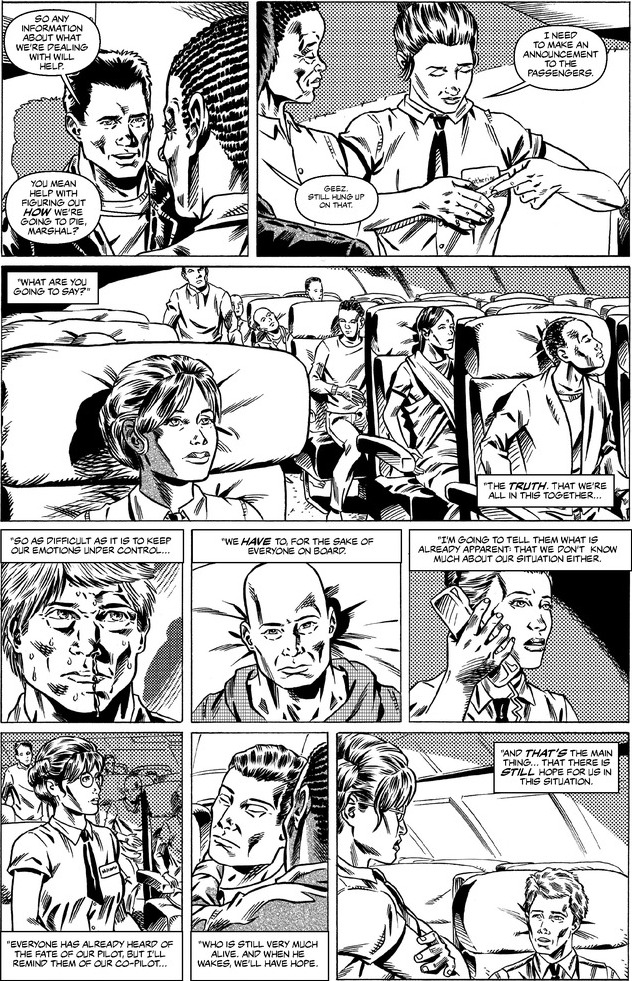 SO ANY
INFORMATION
ABOUT WHAT
WE'RE DEALING
WITH WILL
HELP.
YOU MEAN
HELP WITH
FIGURING OUT
HOW WE'RE
GOING TO DIE,
MARSHAL?
I NEED
TO MAKE AN
ANNOUNCEMENT
TO THE
PASSENGERS.
GEEZ.
STILL HUNG UP
ON THAT.
"WHAT ARE YOU
GOING TO SAY?"
"THE TRUTH. THAT WE'RE
ALL IN THIS TOGETHER...
"SO AS DIFFICULT AS IT IS TO KEEP
OUR EMOTIONS UNDER CONTROL...
"WE HAVE TO, FOR THE SAKE OF
EVERYONE ON BOARD.
"I'M GOING TO TELL THEM WHAT IS
ALREADY APPARENT: THAT WE DON'T KNOW
MUCH ABOUT OUR SITUATION EITHER.
"EVERYONE HAS ALREADY HEARD OF
THE FATE OF OUR PILOT, BUT I'LL
REMIND THEM OF OUR CO-PILOT...
"WHO IS STILL VERY MUCH
ALIVE. AND WHEN HE
WAKES, WE'LL HAVE HOPE.
"AND THAT'S THE MAIN
THING... THAT THERE IS
STILL HOPE FOR US IN
THIS SITUATION.